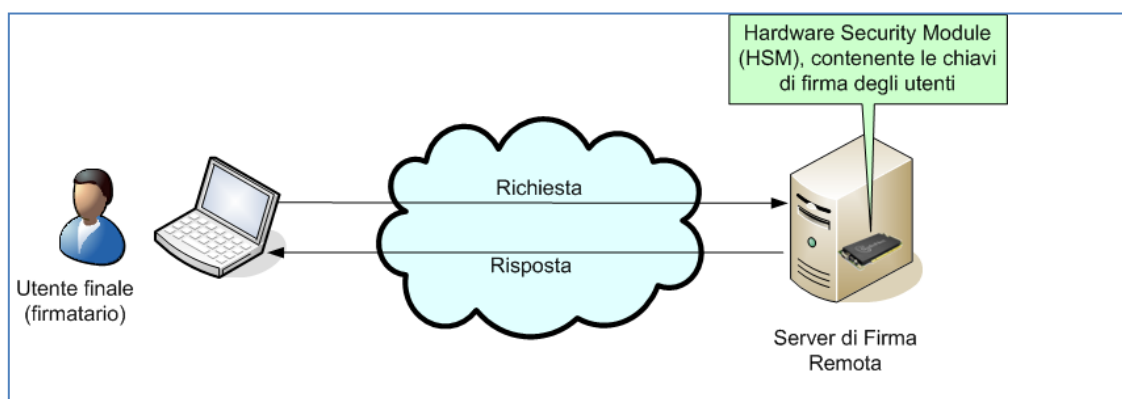 Hardware Security Module
(HSM), contenente le chiavi
di firma degli utenti
Richiesta
Risposta
Utente finale
(firmatario)
Server di Firma
Remota